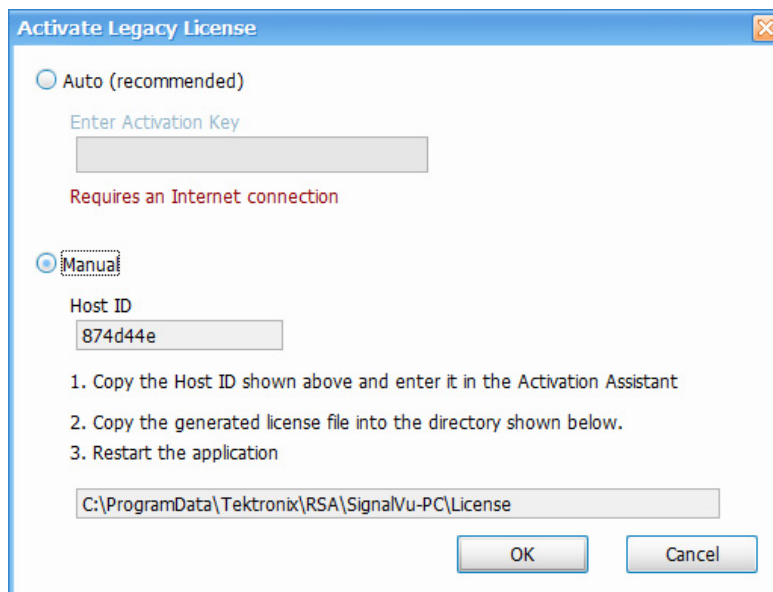 Activate Legacy License
Auto (recommended)
Enter Activation Key
Requires an Internet connection
Manual
Host ID
874d44e
1. Copy the Host ID shown above and enter it in the Activation Assistant
2. Copy the generated license file into the directory shown below.
3. Restart the application
C:\ProgramData\Tektronix\RSA\SignalVu-PC\License
OK Cancel